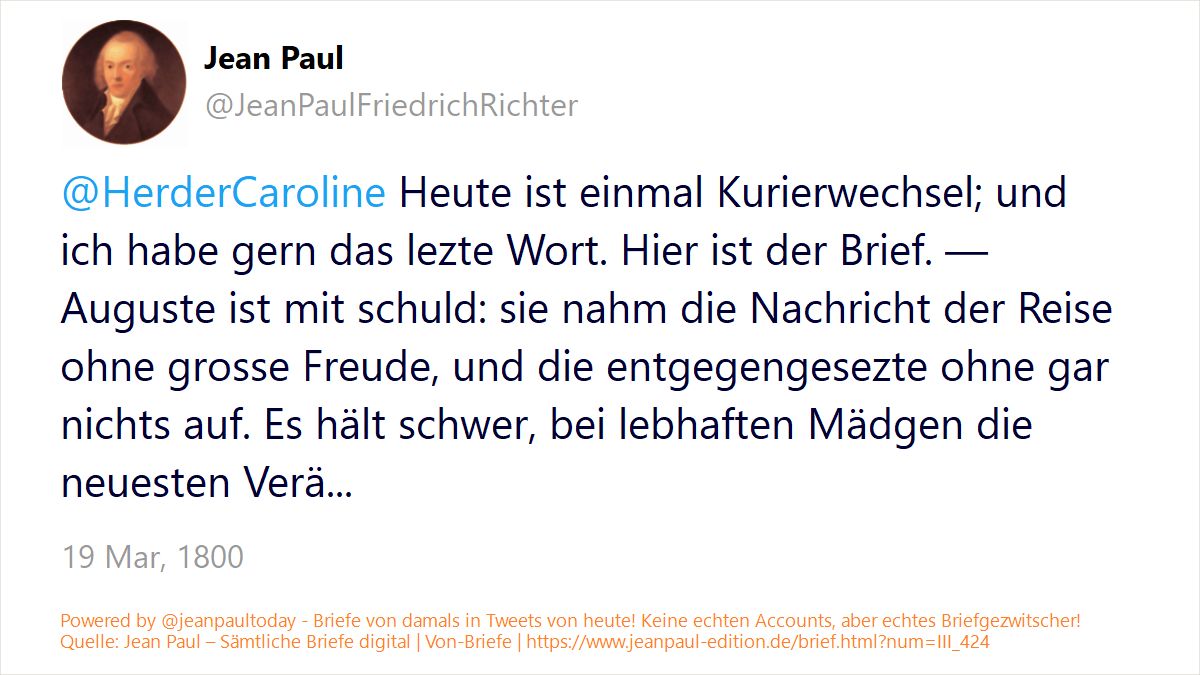 Jean Paul
@JeanPaulFriedrichRichter
@HerderCaroline Heute ist einmal Kurierwechsel; und
ich habe gern das lezte Wort. Hier ist der Brief. —
Auguste ist mit schuld: sie nahm die Nachricht der Reise
ohne grosse Freude, und die entgegengesezte ohne gar
nichts auf. Es hält schwer, bei lebhaften Mädgen die
neuesten Verä...
19 Mar, 1800
Powered by @jeanpaultoday - Briefe von damals in Tweets von heute! Keine echten Accounts, aber echtes Briefgezwitscher!
Quelle: Jean Paul – Sämtliche Briefe digital | Von-Briefe | https://www.jeanpaul-edition.de/brief.html?num=III_424